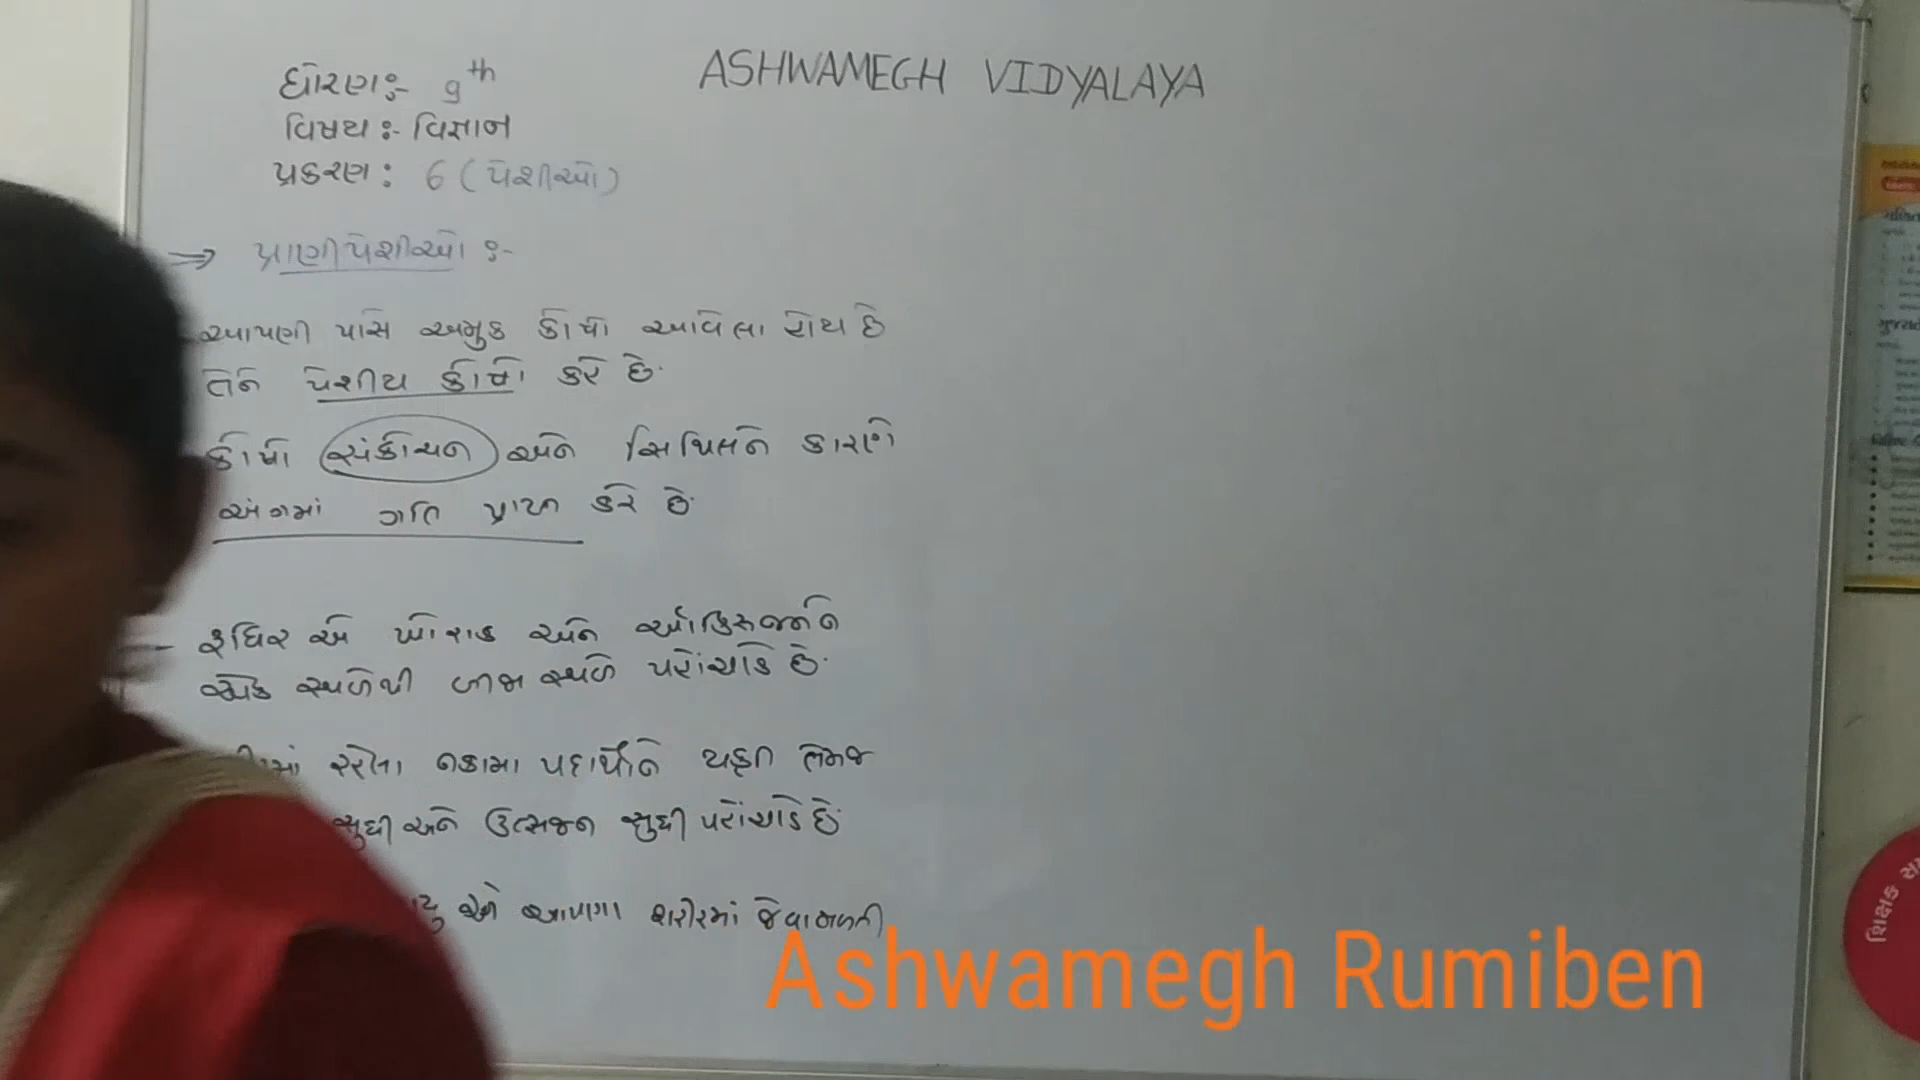 ASHWAMEGH VIDYALAYA
ધોરણ:- 9th
વિષય :- વિજ્ઞાન
પ્રકરણ : 6 (પેશીઓ)
⇒ પ્રાણીપેશીઓ :-
આપણી પાસે અમુક કોષો આવેલા હોય છે
તેને પેશીય કોષો કહે છે.
કોષો સંકોચન અને શિથિલને કારણે
અંગમાં ગતિ પ્રાપ્ત કરે છે.
- રુધિર એ ખોરાક અને ઓક્સિજનને
એક સ્થળેથી બીજા સ્થળે પહોંચાડે છે.
રહેલા નકામા પદાર્થોને યકૃત તેમજ
સુધી અને ઉત્સર્જન સુધી પહોંચાડે છે.
એ આપણા શરીરમાં જોવા મળતી
Ashwamegh Rumiben
શિક્ષક